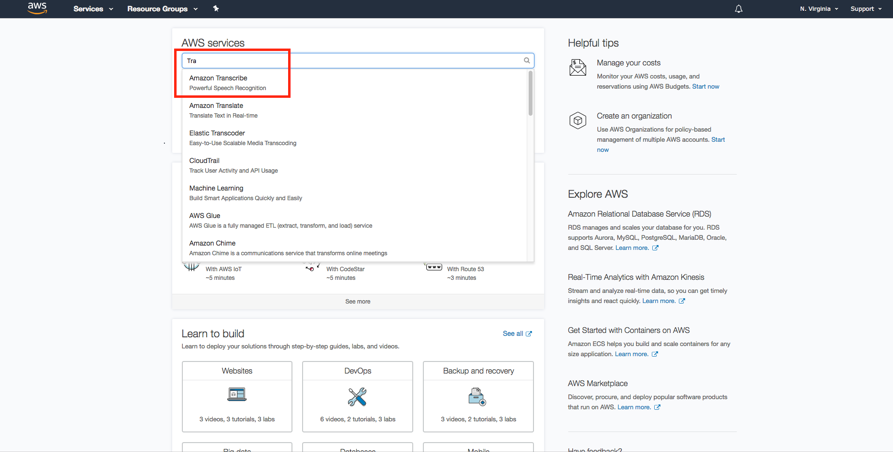 aws
Services
Resource Groups
N. Virginia
Support
AWS services
Tra
Amazon Transcribe
Powerful Speech Recognition
Amazon Translate
Translate Text in Real-time
Elastic Transcoder
Easy-to-Use Scalable Media Transcoding
CloudTrail
Track User Activity and API Usage
Machine Learning
Build Smart Applications Quickly and Easily
AWS Glue
AWS Glue is a fully managed ETL (extract, transform, and load) service
Amazon Chime
Amazon Chime is a communications service that transforms online meetings
With AWS IoT
~5 minutes
With CodeStar
~5 minutes
With Route 53
~3 minutes
See more
Learn to build
See all
Learn to deploy your solutions through step-by-step guides, labs, and videos.
Websites
3 videos, 3 tutorials, 3 labs
DevOps
6 videos, 2 tutorials, 3 labs
Backup and recovery
3 videos, 2 tutorials, 3 labs
Big data
Databases
Mobile
Helpful tips
Manage your costs
Monitor your AWS costs, usage, and
reservations using AWS Budgets. Start now
Create an organization
Use AWS Organizations for policy-based
management of multiple AWS accounts. Start
now
Explore AWS
Amazon Relational Database Service (RDS)
RDS manages and scales your database for you. RDS
supports Aurora, MySQL, PostgreSQL, MariaDB, Oracle,
and SQL Server. Learn more.
Real-Time Analytics with Amazon Kinesis
Stream and analyze real-time data, so you can get timely
insights and react quickly. Learn more.
Get Started with Containers on AWS
Amazon ECS helps you build and scale containers for any
size application. Learn more.
AWS Marketplace
Discover, procure, and deploy popular software products
that run on AWS. Learn more.
Have feedback?